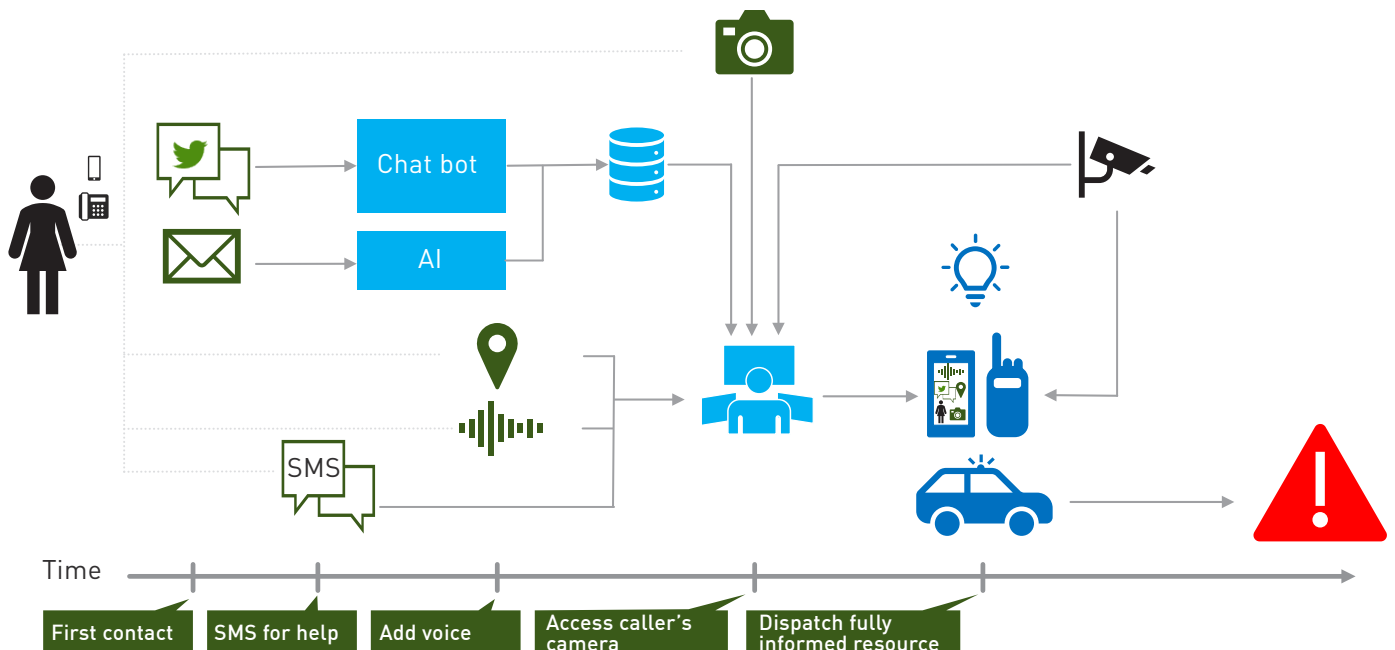 Chat bot
AI
SMS
Time
First contact
SMS for help
Add voice
Access caller's
camera
Dispatch fully
informed resource